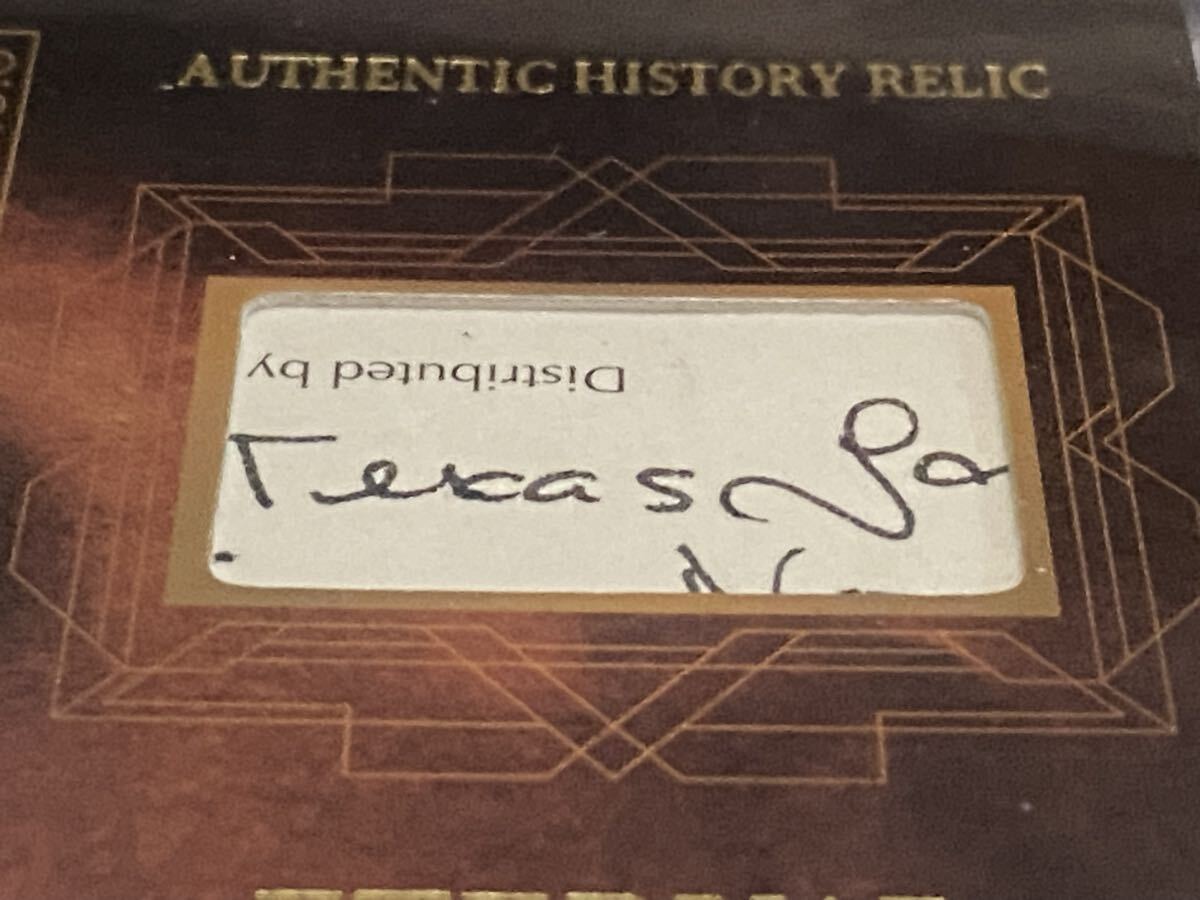 AUTHENTIC HISTORY RELIC
Distributed by
Texas